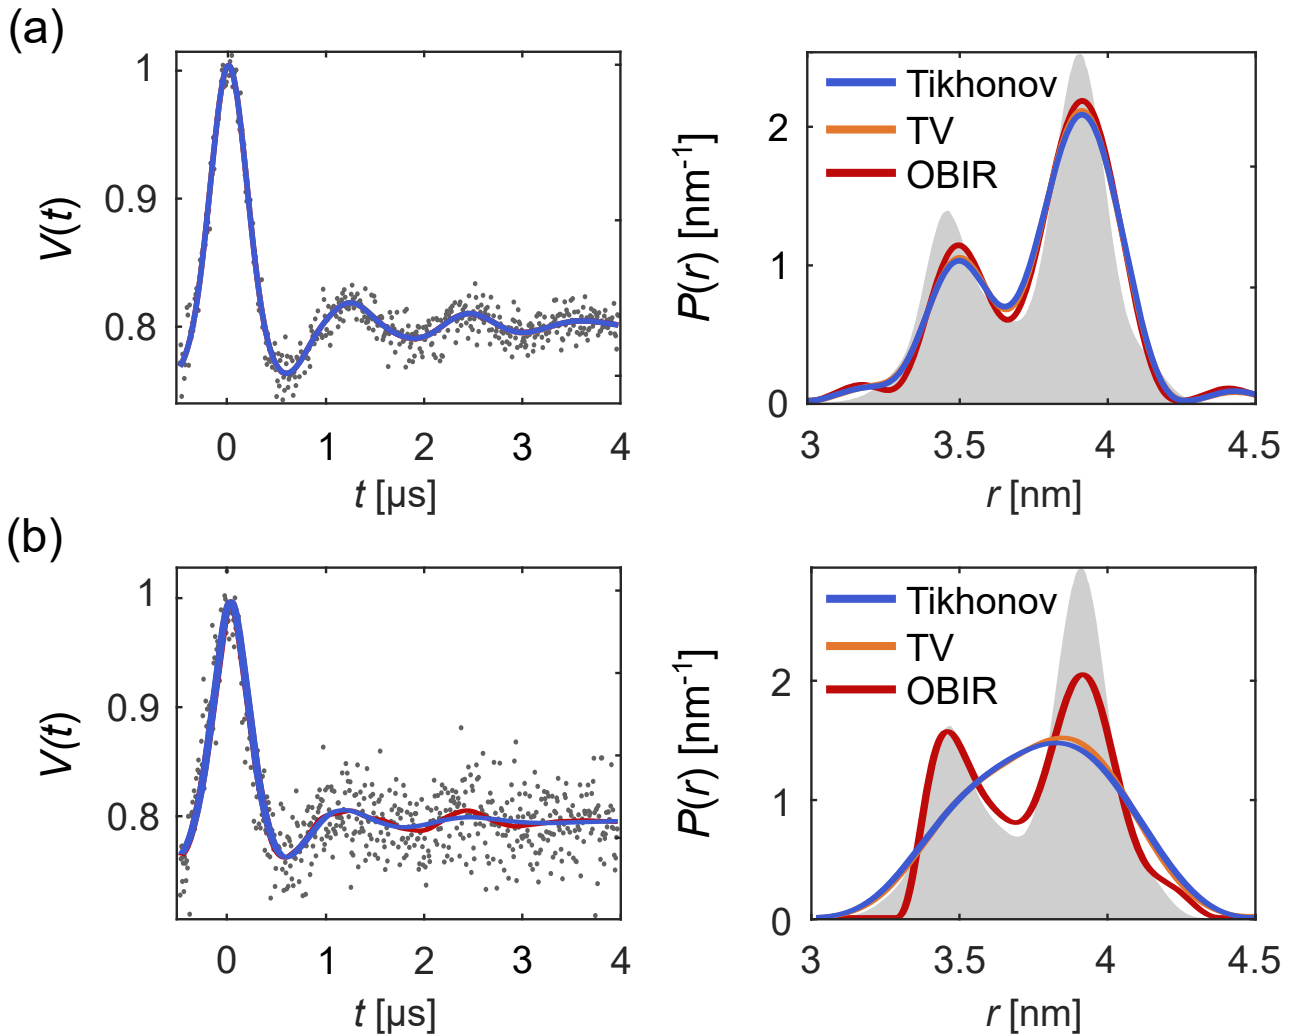 (a)
1
0.9
0.8
V(t)
0
1
2
3
4
t [µs]
Tikhonov
TV
OBIR
2
1
0
P(r) [nm-1]
3
3.5
4
4.5
r [nm]
(b)
1
0.9
0.8
V(t)
0
1
2
3
4
t [µs]
Tikhonov
TV
OBIR
2
1
0
P(r) [nm-1]
3
3.5
4
4.5
r [nm]